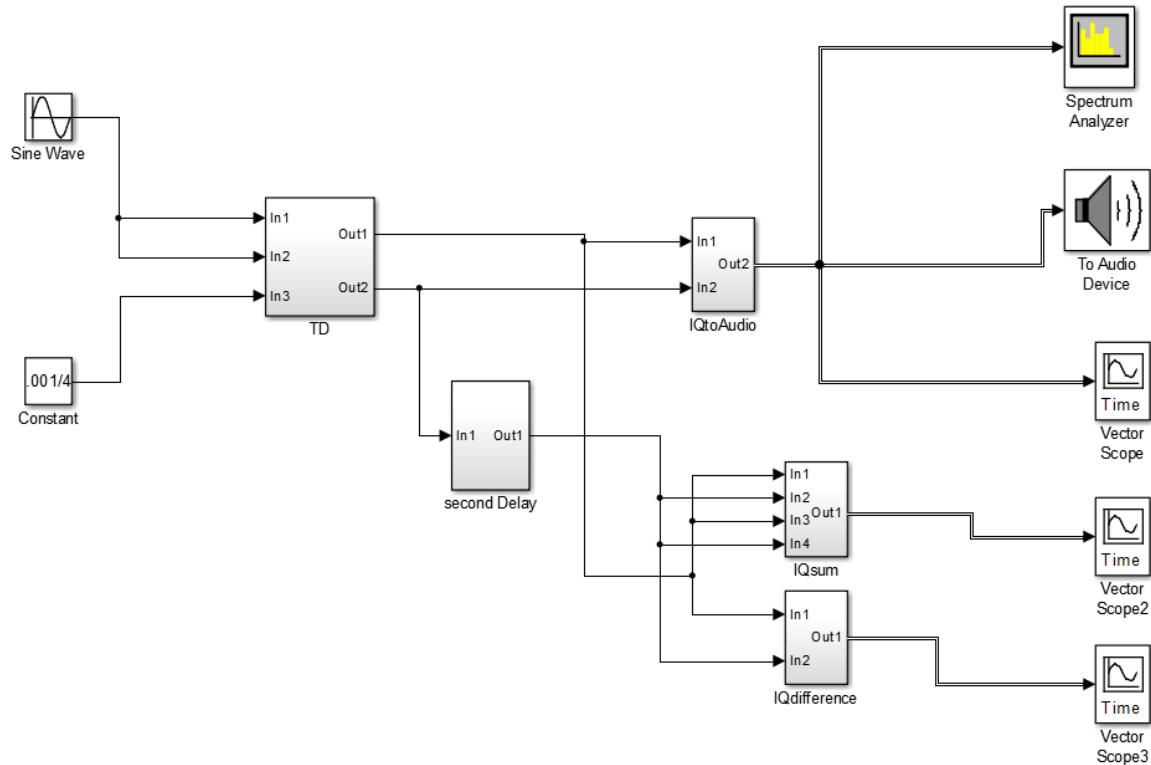 Spectrum
Analyzer
Sine Wave
In1
In2
In3
Out1
Out2
TD
In1
In2
Out2
IQtoAudio
To Audio
Device
.001/4
Constant
Time
Vector
Scope
In1
Out1
second Delay
In1
In2
In3
In4
Out1
IQsum
Time
Vector
Scope2
In1
In2
Out1
IQdifference
Time
Vector
Scope3